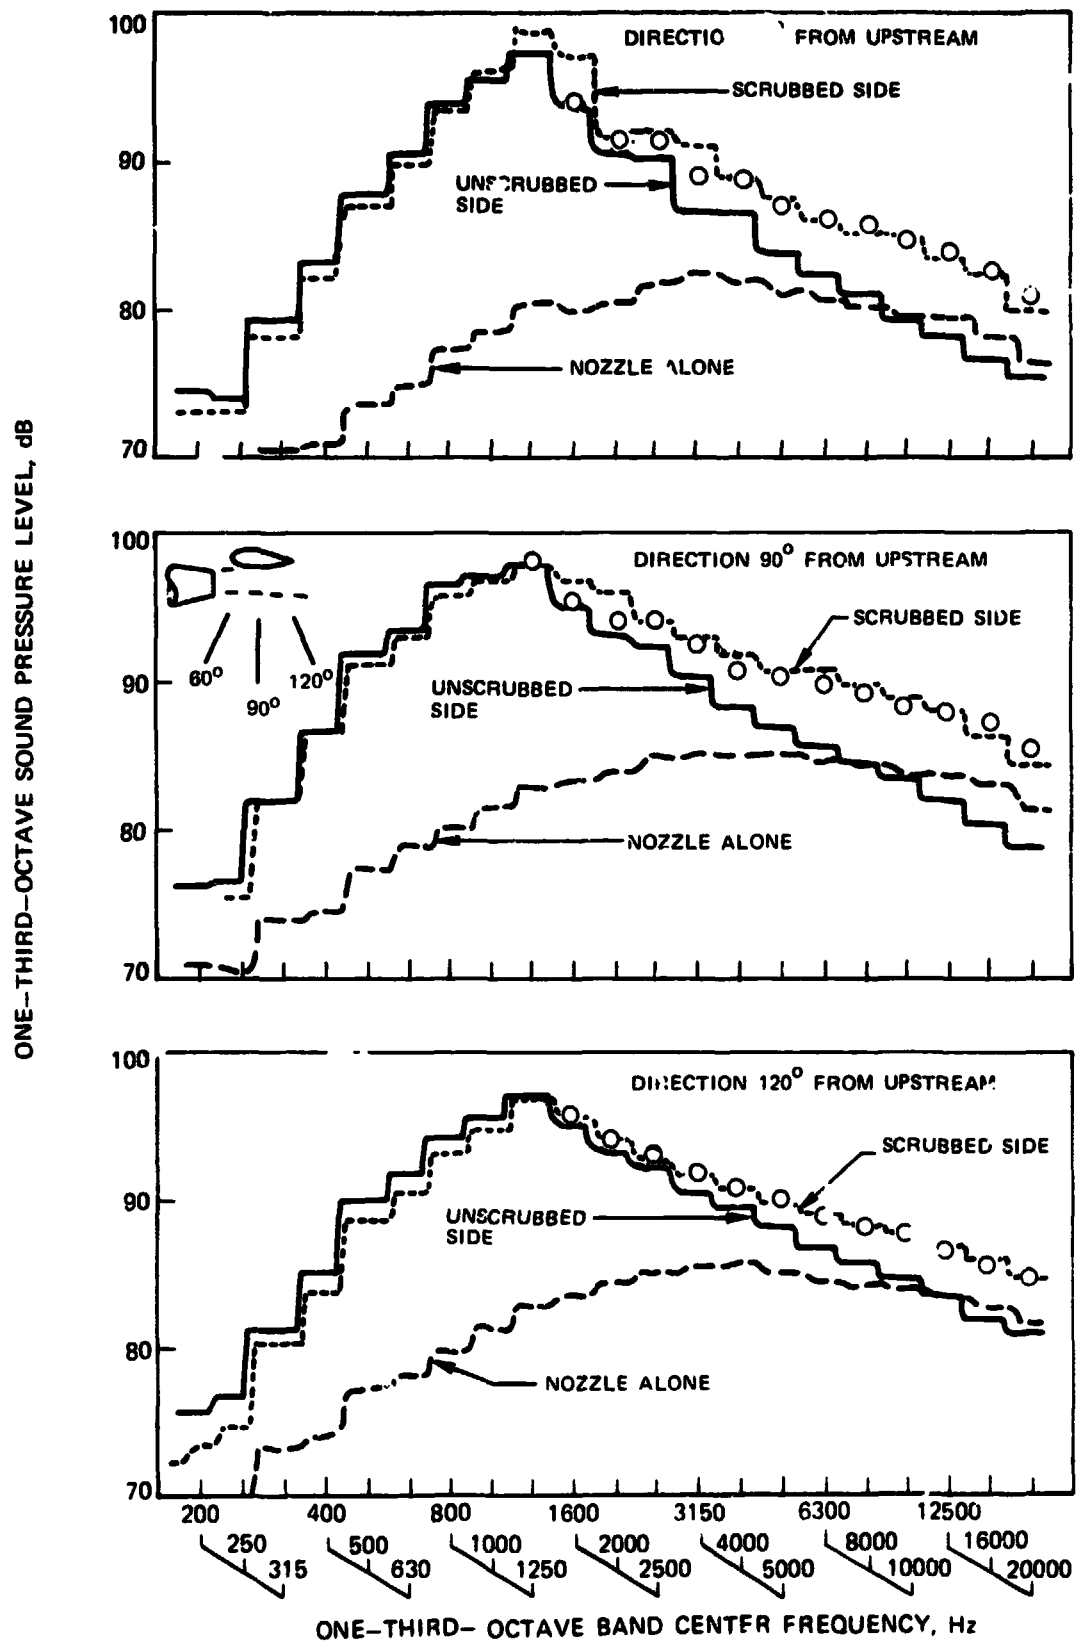 ONE–THIRD–OCTAVE SOUND PRESSURE LEVEL, dB
100
90
80
70
DIRECTIO FROM UPSTREAM
SCRUBBED SIDE
UNSCRUBBED
SIDE
NOZZLE ALONE
100
90
80
70
60°
90°
120°
DIRECTION 90° FROM UPSTREAM
SCRUBBED SIDE
UNSCRUBBED
SIDE
NOZZLE ALONE
100
90
80
70
DIRECTION 120° FROM UPSTREAM
SCRUBBED SIDE
UNSCRUBBED
SIDE
NOZZLE ALONE
200 400 800 1600 3150 6300 12500
250 500 1000 2000 4000 8000 16000
315 630 1250 2500 5000 10000 20000
ONE–THIRD– OCTAVE BAND CENTER FREQUENCY, Hz